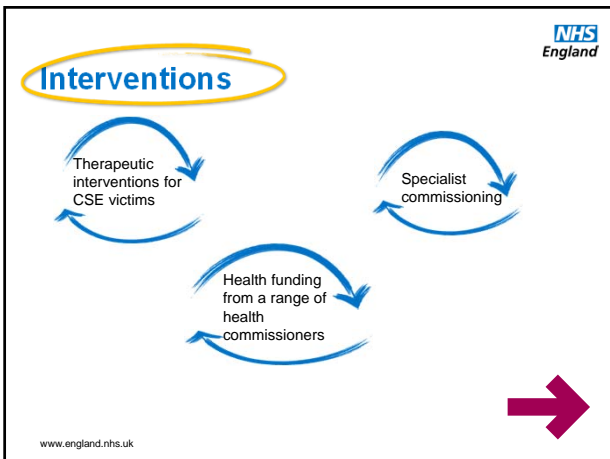 NHS
England
Interventions
Therapeutic
interventions for
CSE victims
Specialist
commissioning
Health funding
from a range of
health
commissioners
www.england.nhs.uk